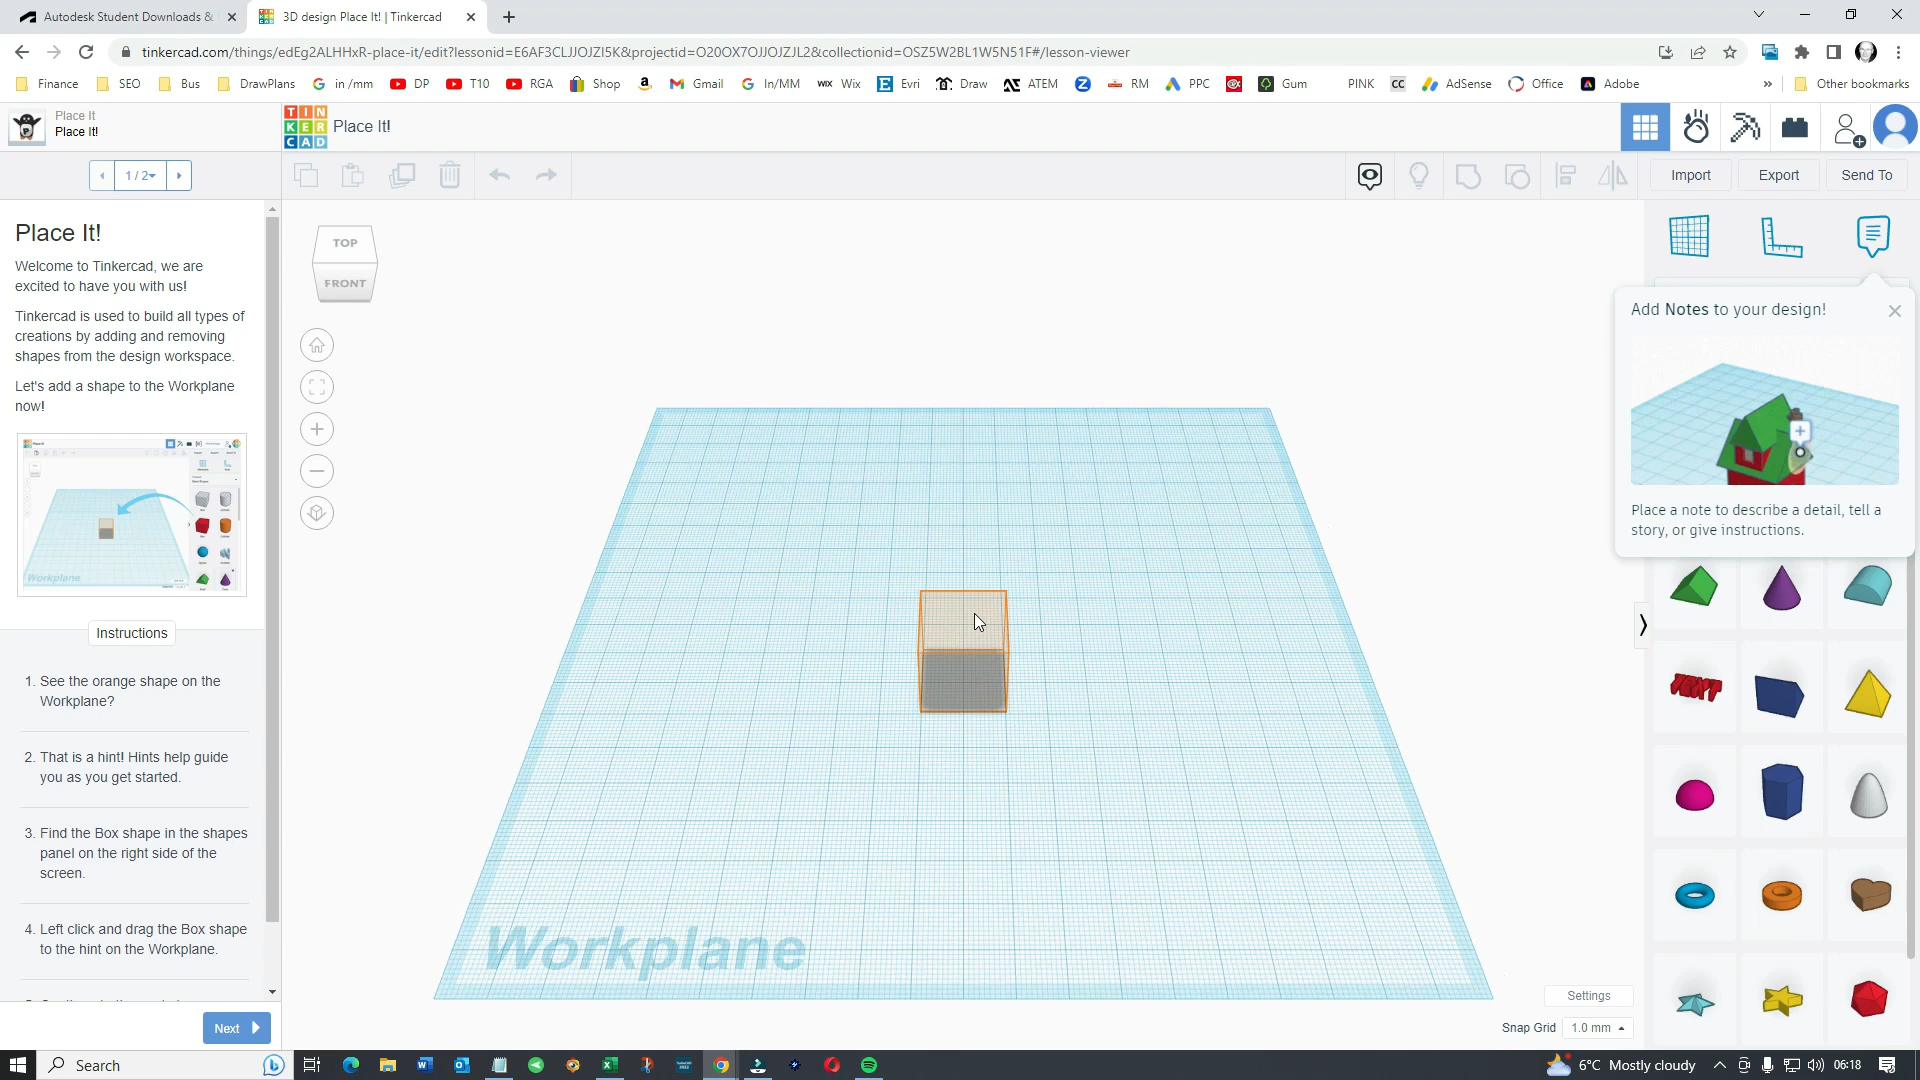 Autodesk Student Downloads &
3D design Place It! | Tinkercad
tinkercad.com/things/edEg2ALHHxR-place-it/edit?lessonid=E6AF3CLJJOJZI5K&projectid=O20OX7OJJOJZJL2&collectionid=OSZ5W2BL1W5N51F#/lesson-viewer
Finance SEO Bus DrawPlans in /mm DP T10 RGA Shop Gmail In/MM Wix Evri Draw ATEM RM PPC Gum PINK CC AdSense Office Adobe » Other bookmarks
Place It
Place It!
TIN
KER
CAD
Place It!
1 / 2
Import Export Send To
Place It!
Welcome to Tinkercad, we are
excited to have you with us!
Tinkercad is used to build all types of
creations by adding and removing
shapes from the design workspace.
Let's add a shape to the Workplane
now!
Workplane
Instructions
1. See the orange shape on the
Workplane?
2. That is a hint! Hints help guide
you as you get started.
3. Find the Box shape in the shapes
panel on the right side of the
screen.
4. Left click and drag the Box shape
to the hint on the Workplane.
Next
TOP
FRONT
Workplane
Add Notes to your design!
Place a note to describe a detail, tell a
story, or give instructions.
TEXT
Settings
Snap Grid 1.0 mm
Search
6°C Mostly cloudy
06:18